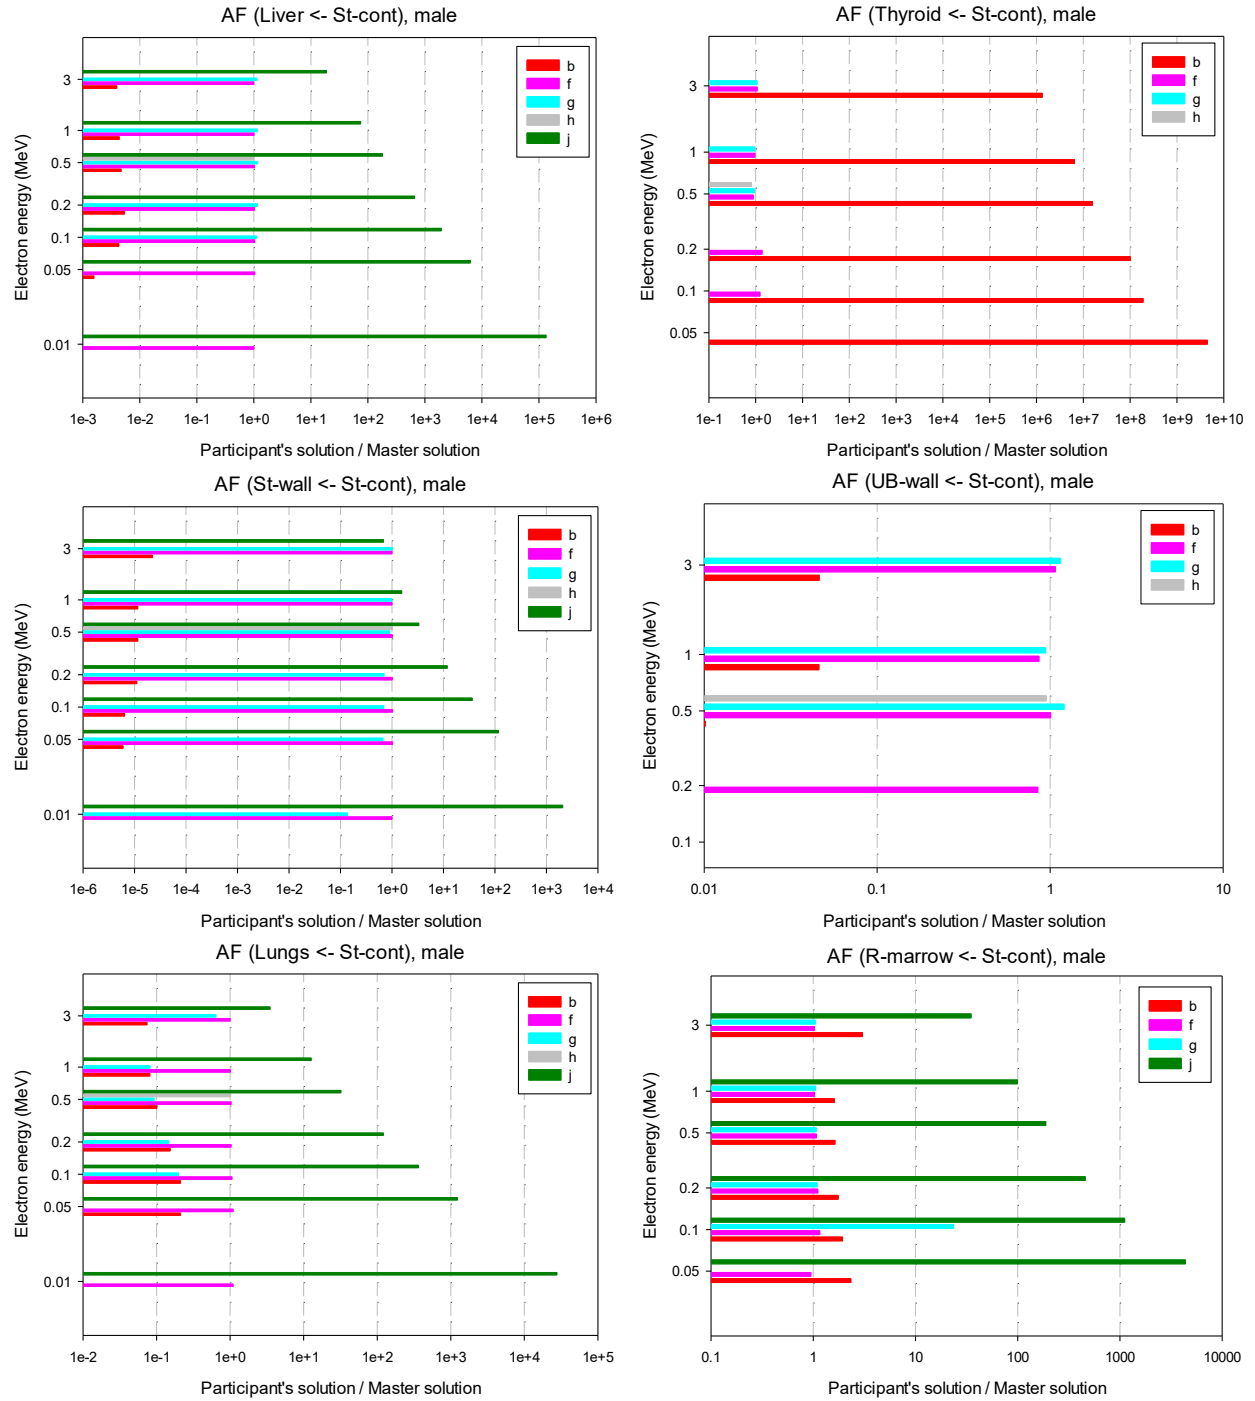 AF (Liver <- St-cont), male
Electron energy (MeV)
3
1
0.5
0.2
0.1
0.05
0.01
b
f
g
h
j
1e-3 1e-2 1e-1 1e+0 1e+1 1e+2 1e+3 1e+4 1e+5 1e+6
Participant's solution / Master solution
AF (Thyroid <- St-cont), male
Electron energy (MeV)
3
1
0.5
0.2
0.1
0.05
b
f
g
h
1e-1 1e+0 1e+1 1e+2 1e+3 1e+4 1e+5 1e+6 1e+7 1e+8 1e+9 1e+10
Participant's solution / Master solution
AF (St-wall <- St-cont), male
Electron energy (MeV)
3
1
0.5
0.2
0.1
0.05
0.01
b
f
g
h
j
1e-6 1e-5 1e-4 1e-3 1e-2 1e-1 1e+0 1e+1 1e+2 1e+3 1e+4
Participant's solution / Master solution
AF (UB-wall <- St-cont), male
Electron energy (MeV)
3
1
0.5
0.2
0.1
b
f
g
h
0.01 0.1 1 10
Participant's solution / Master solution
AF (Lungs <- St-cont), male
Electron energy (MeV)
3
1
0.5
0.2
0.1
0.05
0.01
b
f
g
h
j
1e-2 1e-1 1e+0 1e+1 1e+2 1e+3 1e+4 1e+5
Participant's solution / Master solution
AF (R-marrow <- St-cont), male
Electron energy (MeV)
3
1
0.5
0.2
0.1
0.05
b
f
g
j
0.1 1 10 100 1000 10000
Participant's solution / Master solution